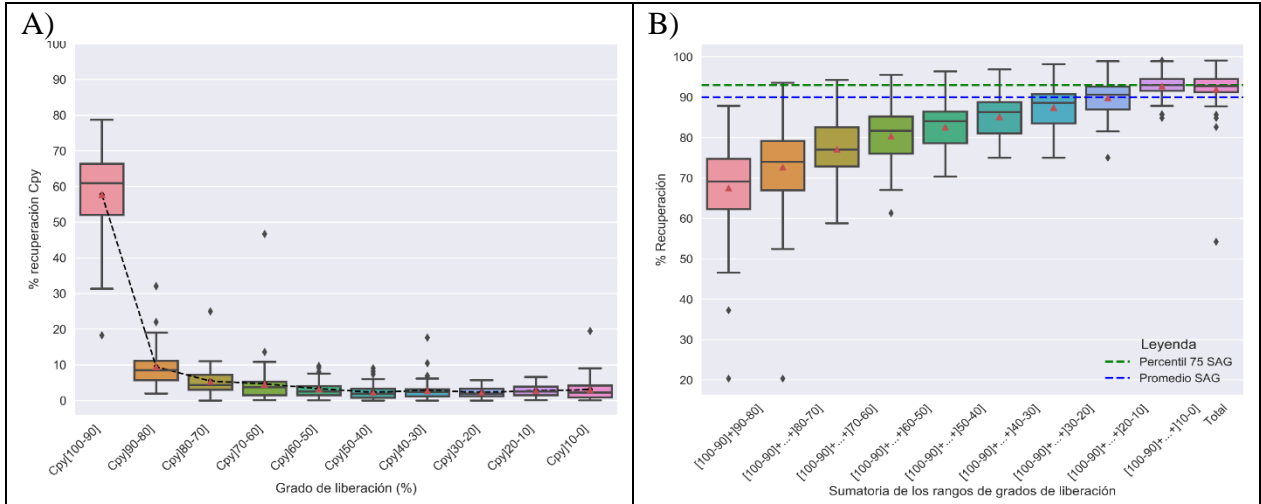 A)
% recuperación Cpy
100
90
80
70
60
50
40
30
20
10
0
Cpy[100-90]
Cpy]90-80]
Cpy]80-70]
Cpy]70-60]
Cpy]60-50]
Cpy]50-40]
Cpy]40-30]
Cpy]30-20]
Cpy]20-10]
Cpy]10-0]
Grado de liberación (%)
B)
% Recuperación
100
90
80
70
60
50
40
30
20
Leyenda
Percentil 75 SAG
Promedio SAG
[100-90]+]90-80]
[100-90]+...+]80-70]
[100-90]+...+]70-60]
[100-90]+...+]60-50]
[100-90]+...+]50-40]
[100-90]+...+]40-30]
[100-90]+...+]30-20]
[100-90]+...+]20-10]
[100-90]+...+]10-0]
Total
Sumatoria de los rangos de grados de liberación